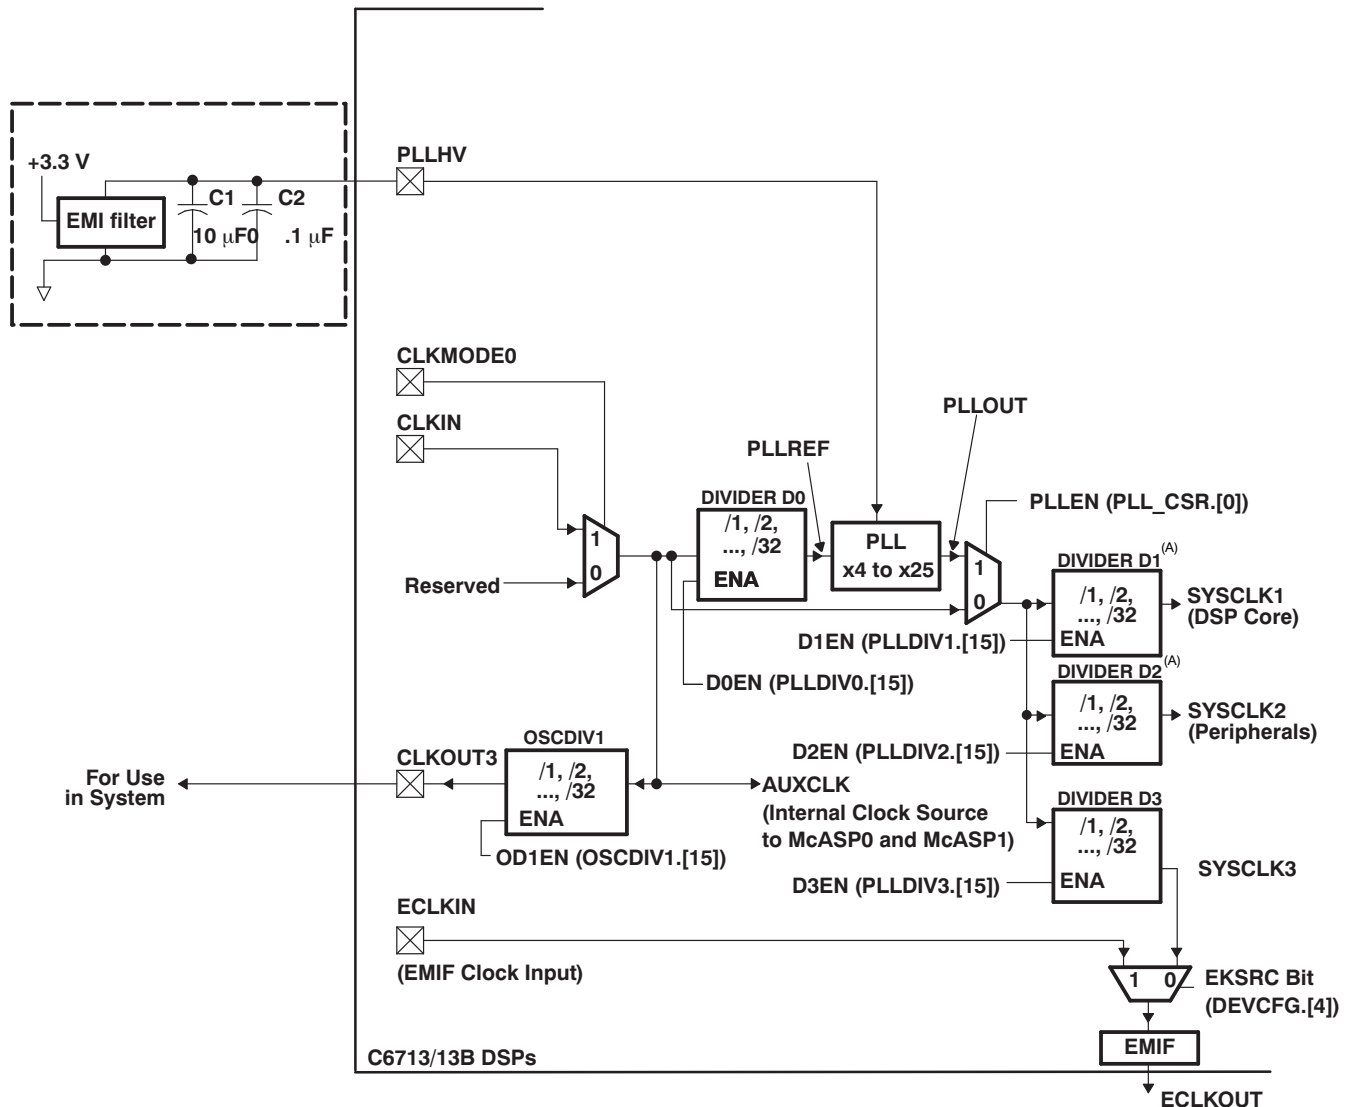 +3.3 V
EMI filter
C1
C2
10 μF0
.1 μF
PLLHV
CLKMODE0
CLKIN
Reserved
1
0
DIVIDER D0
/1, /2,
..., /32
ENA
PLLREF
PLL
x4 to x25
PLLOUT
1
0
PLLEN (PLL_CSR.[0])
DIVIDER D1(A)
/1, /2,
..., /32
ENA
SYSCLK1
(DSP Core)
D1EN (PLLDIV1.[15])
D0EN (PLLDIV0.[15])
DIVIDER D2(A)
/1, /2,
..., /32
ENA
SYSCLK2
(Peripherals)
D2EN (PLLDIV2.[15])
For Use
in System
CLKOUT3
OSCDIV1
/1, /2,
..., /32
ENA
OD1EN (OSCDIV1.[15])
AUXCLK
(Internal Clock Source
to McASP0 and McASP1)
DIVIDER D3
/1, /2,
..., /32
ENA
SYSCLK3
D3EN (PLLDIV3.[15])
ECLKIN
(EMIF Clock Input)
1 0
EKSRC Bit
(DEVCFG.[4])
EMIF
C6713/13B DSPs
ECLKOUT